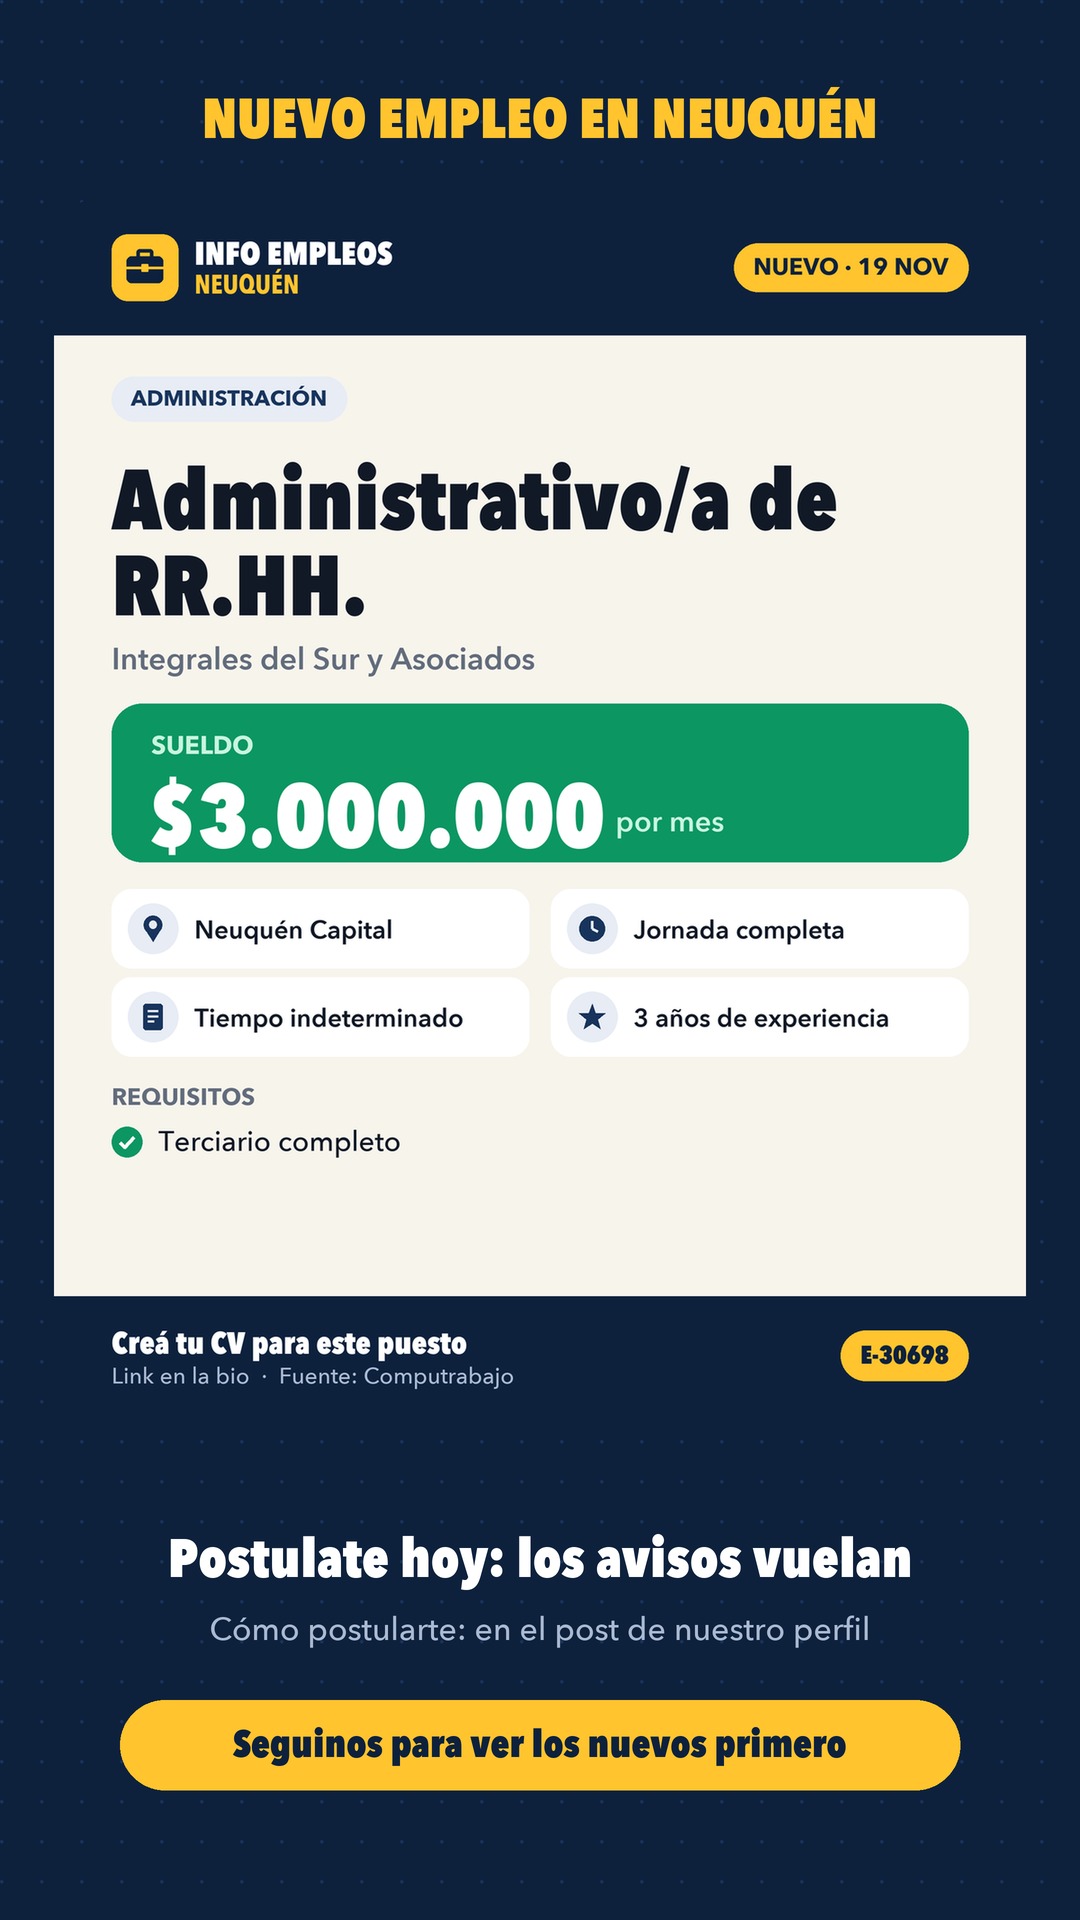 NUEVO EMPLEO EN NEUQUÉN
INFO EMPLEOS
NEUQUÉN
NUEVO · 19 NOV
ADMINISTRACIÓN
Administrativo/a de
RR.HH.
Integrales del Sur y Asociados
SUELDO
$3.000.000 por mes
Neuquén Capital
Jornada completa
Tiempo indeterminado
3 años de experiencia
REQUISITOS
Terciario completo
Creá tu CV para este puesto
Link en la bio · Fuente: Computrabajo
E-30698
Postulate hoy: los avisos vuelan
Cómo postularte: en el post de nuestro perfil
Seguinos para ver los nuevos primero